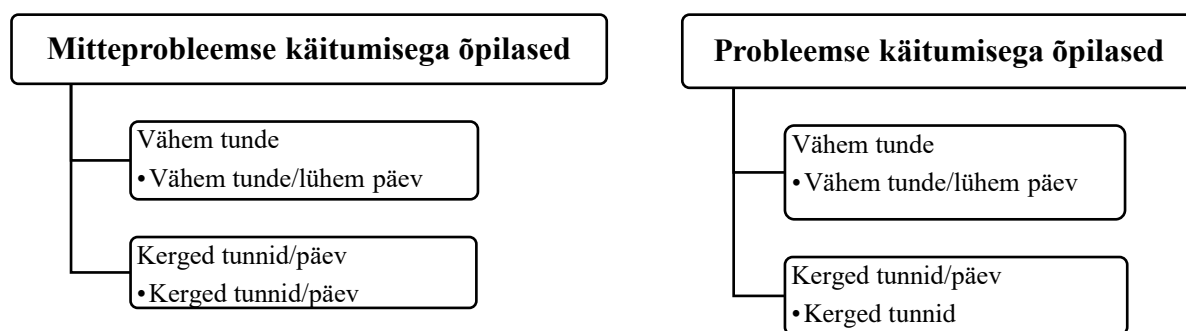 Mitteprobleemse käitumisega õpilased
Vähem tunde
•Vähem tunde/lühem päev
Kerged tunnid/päev
•Kerged tunnid/päev
Probleemse käitumisega õpilased
Vähem tunde
•Vähem tunde/lühem päev
Kerged tunnid/päev
•Kerged tunnid